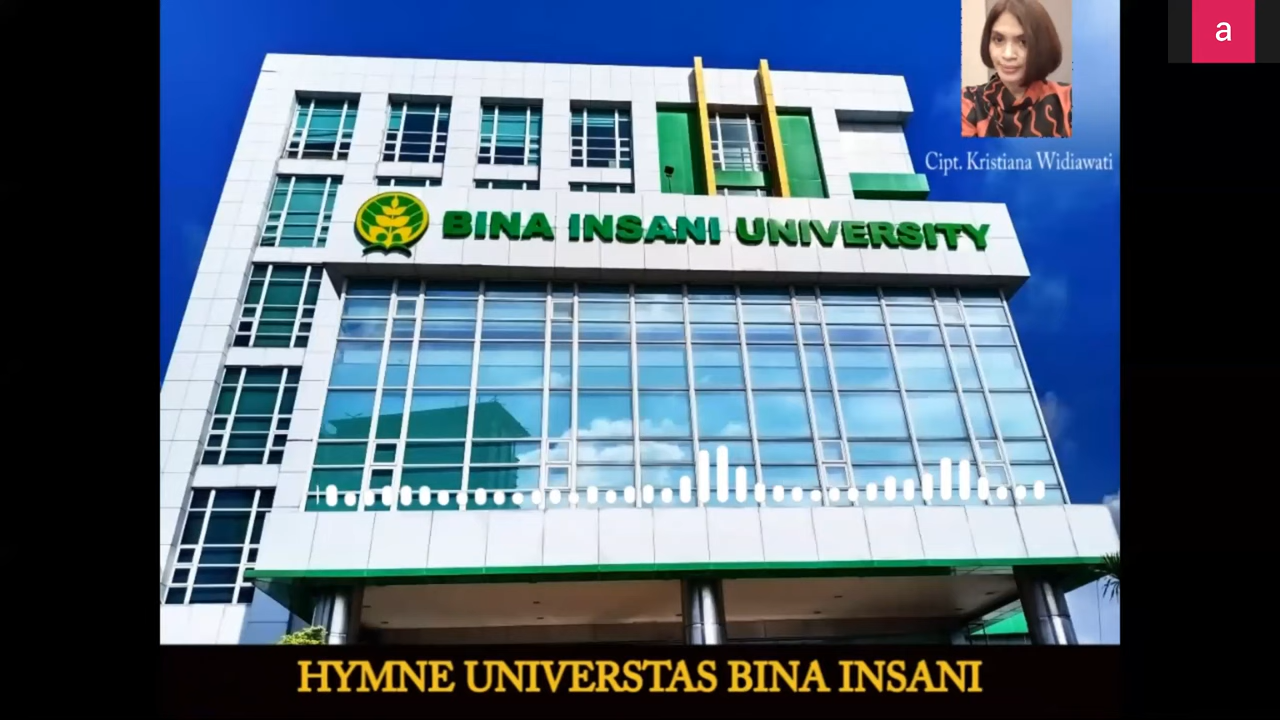 a
Cipt. Kristiana Widiawati
BINA INSANI UNIVERSITY
HYMNE UNIVERSTAS BINA INSANI